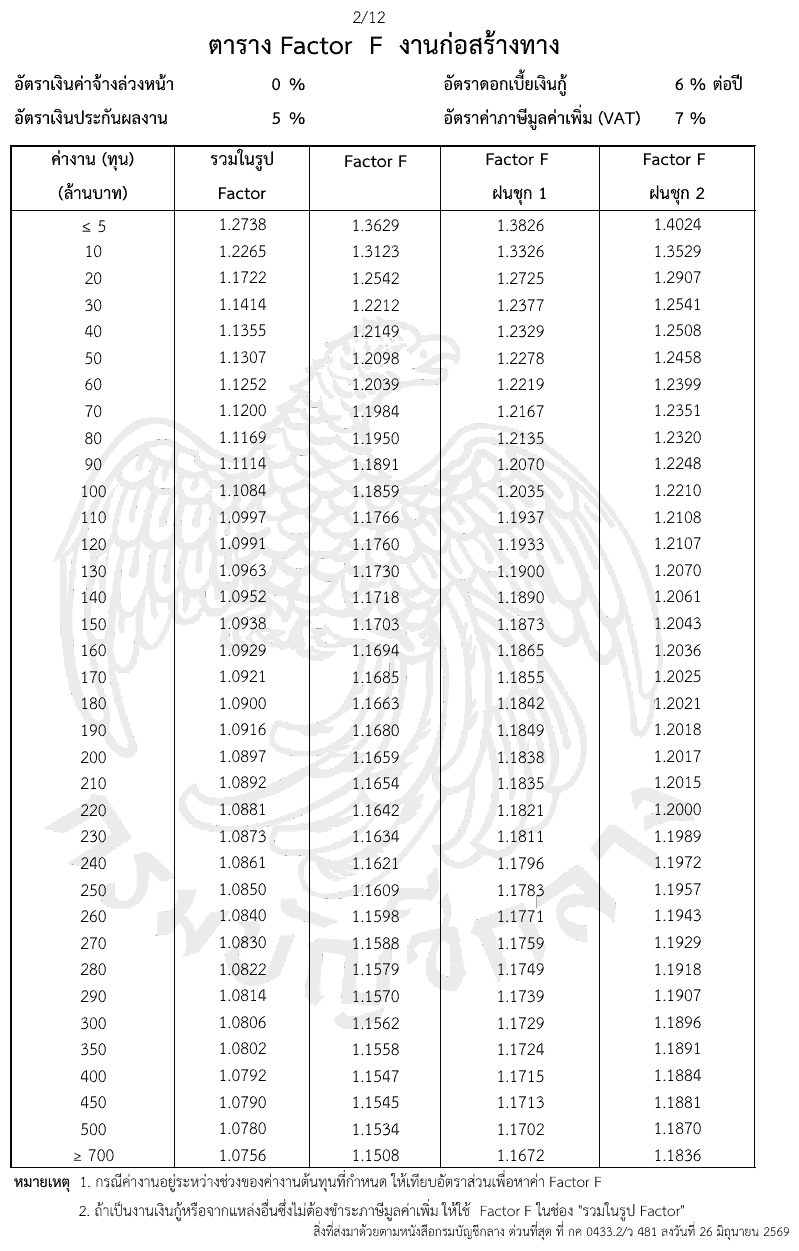 2/12
ตาราง Factor F งานก่อสร้างทาง
อัตราเงินค่าจ้างล่วงหน้า 0 % อัตราดอกเบี้ยเงินกู้ 6 % ต่อปี
อัตราเงินประกันผลงาน 5 % อัตราค่าภาษีมูลค่าเพิ่ม (VAT) 7 %
ค่างาน (ทุน) รวมในรูป Factor F Factor F Factor F
(ล้านบาท) Factor ฝนชุก 1 ฝนชุก 2
≤ 5 1.2738 1.3629 1.3826 1.4024
10 1.2265 1.3123 1.3326 1.3529
20 1.1722 1.2542 1.2725 1.2907
30 1.1414 1.2212 1.2377 1.2541
40 1.1355 1.2149 1.2329 1.2508
50 1.1307 1.2098 1.2278 1.2458
60 1.1252 1.2039 1.2219 1.2399
70 1.1200 1.1984 1.2167 1.2351
80 1.1169 1.1950 1.2135 1.2320
90 1.1114 1.1891 1.2070 1.2248
100 1.1084 1.1859 1.2035 1.2210
110 1.0997 1.1766 1.1937 1.2108
120 1.0991 1.1760 1.1933 1.2107
130 1.0963 1.1730 1.1900 1.2070
140 1.0952 1.1718 1.1890 1.2061
150 1.0938 1.1703 1.1873 1.2043
160 1.0929 1.1694 1.1865 1.2036
170 1.0921 1.1685 1.1855 1.2025
180 1.0900 1.1663 1.1842 1.2021
190 1.0916 1.1680 1.1849 1.2018
200 1.0897 1.1659 1.1838 1.2017
210 1.0892 1.1654 1.1835 1.2015
220 1.0881 1.1642 1.1821 1.2000
230 1.0873 1.1634 1.1811 1.1989
240 1.0861 1.1621 1.1796 1.1972
250 1.0850 1.1609 1.1783 1.1957
260 1.0840 1.1598 1.1771 1.1943
270 1.0830 1.1588 1.1759 1.1929
280 1.0822 1.1579 1.1749 1.1918
290 1.0814 1.1570 1.1739 1.1907
300 1.0806 1.1562 1.1729 1.1896
350 1.0802 1.1558 1.1724 1.1891
400 1.0792 1.1547 1.1715 1.1884
450 1.0790 1.1545 1.1713 1.1881
500 1.0780 1.1534 1.1702 1.1870
≥ 700 1.0756 1.1508 1.1672 1.1836
กรมบัญชีกลาง
หมายเหตุ 1. กรณีค่างานอยู่ระหว่างช่วงของค่างานต้นทุนที่กำหนด ให้เทียบอัตราส่วนเพื่อหาค่า Factor F
2. ถ้าเป็นงานเงินกู้หรือจากแหล่งอื่นซึ่งไม่ต้องชำระภาษีมูลค่าเพิ่ม ให้ใช้ Factor F ในช่อง "รวมในรูป Factor"
สิ่งที่ส่งมาด้วยตามหนังสือกรมบัญชีกลาง ด่วนที่สุด ที่ กค 0433.2/ว 481 ลงวันที่ 26 มิถุนายน 2569